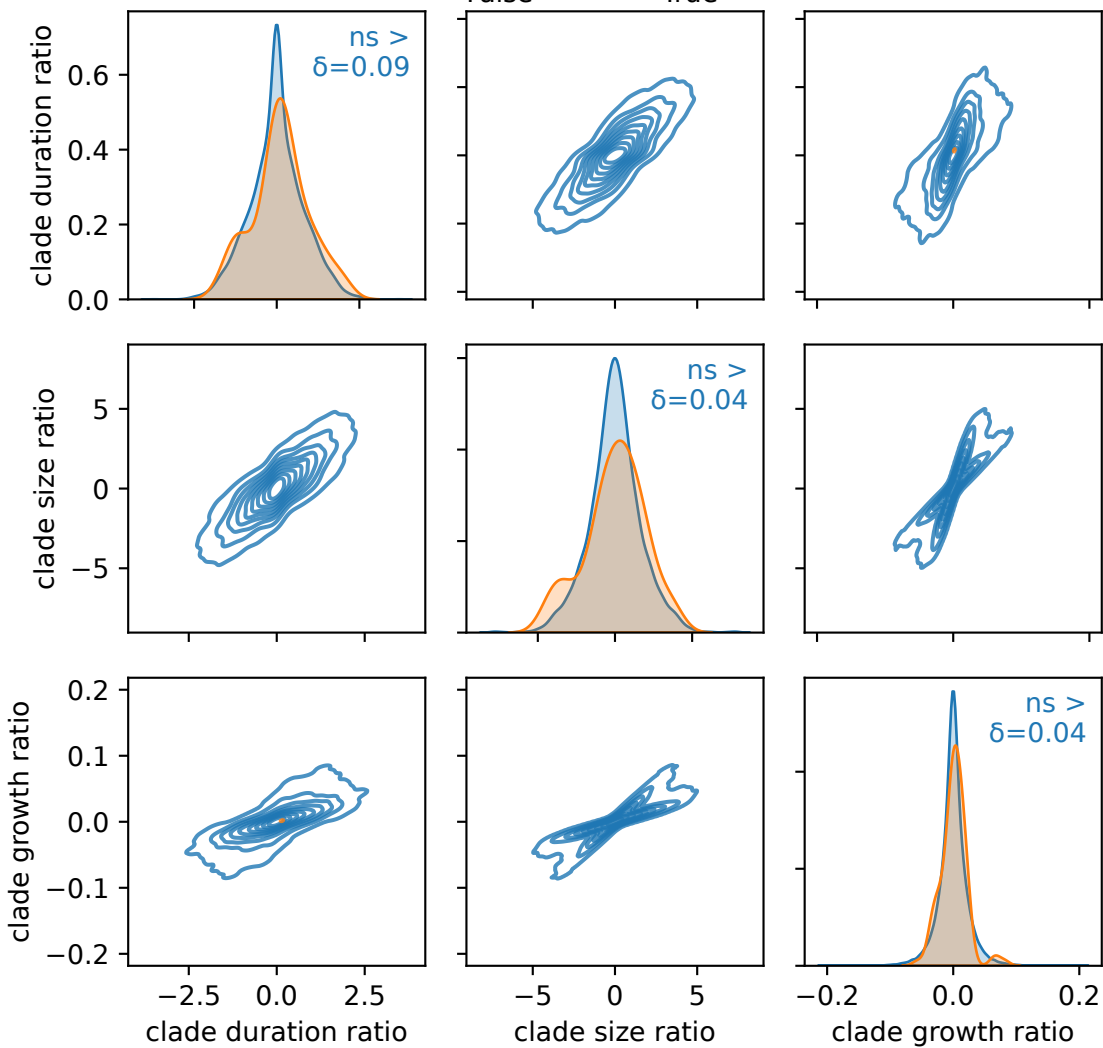 True
ns >
δ=0.09
clade duration ratio
0.6
0.4
0.2
0.0
ns >
δ=0.04
clade size ratio
5
0
−5
ns >
δ=0.04
clade growth ratio
0.2
0.1
0.0
−0.1
−0.2
−2.5 0.0 2.5
−5 0 5
−0.2 0.0 0.2
clade duration ratio
clade size ratio
clade growth ratio